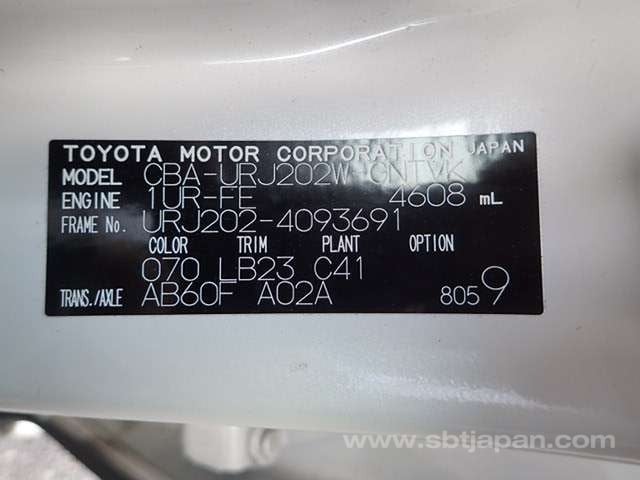 TOYOTA MOTOR CORPORATION JAPAN
MODEL CBA-URJ202W-GNTVK
ENGINE 1UR-FE 4608 mL
FRAME No. URJ202-4093691
COLOR TRIM PLANT OPTION
070 LB23 C41
TRANS./AXLE AB60F A02A 8059
www.sbtjapan.com